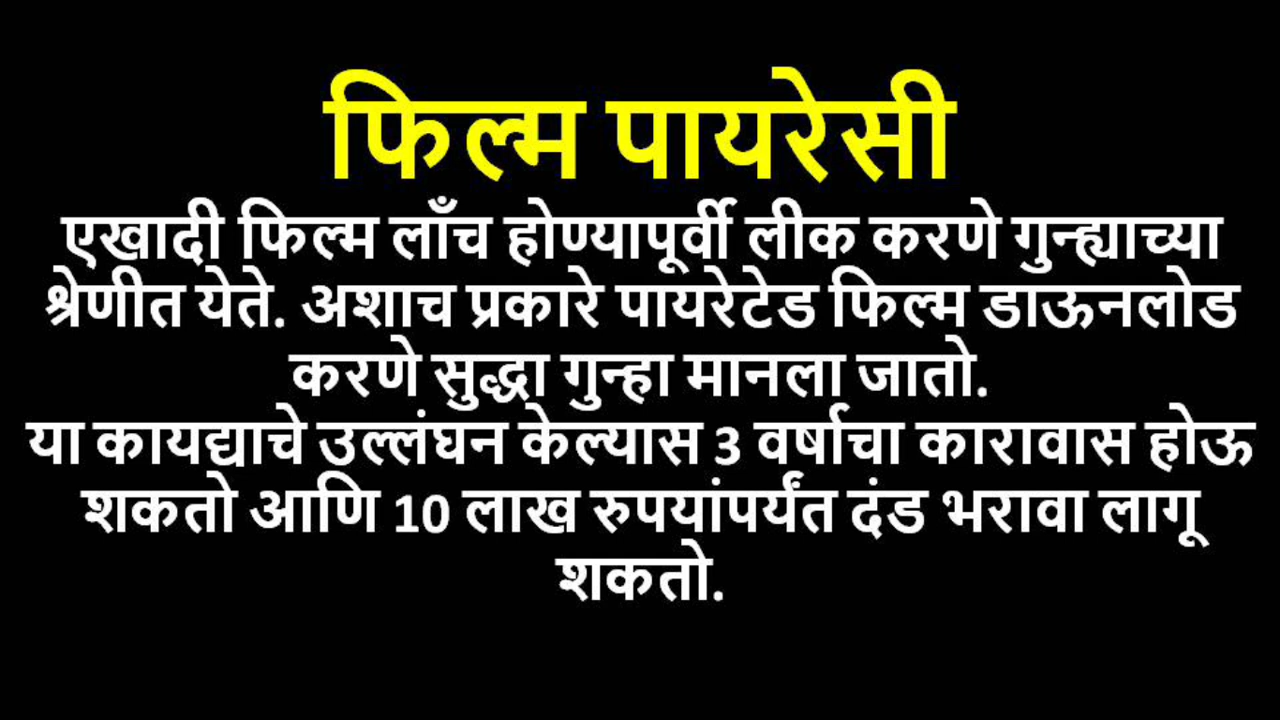 फिल्म पायरेसी
एखादी फिल्म लाँच होण्यापूर्वी लीक करणे गुन्ह्याच्या
श्रेणीत येते. अशाच प्रकारे पायरेटेड फिल्म डाऊनलोड
करणे सुद्धा गुन्हा मानला जातो.
या कायद्याचे उल्लंघन केल्यास 3 वर्षाचा कारावास होऊ
शकतो आणि 10 लाख रुपयांपर्यंत दंड भरावा लागू
शकतो.